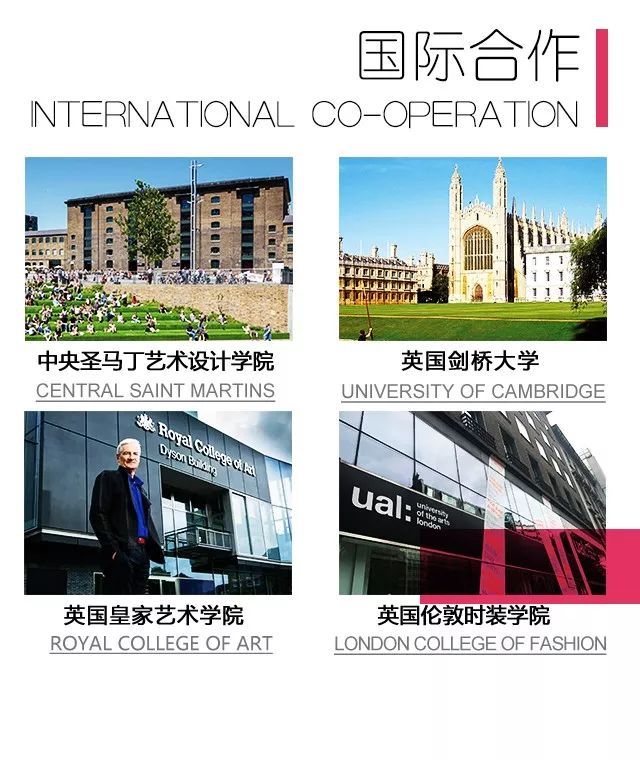 国际合作
INTERNATIONAL CO-OPERATION
中央圣马丁艺术设计学院
CENTRAL SAINT MARTINS
英国剑桥大学
UNIVERSITY OF CAMBRIDGE
Royal College of Art
Dyson Building
英国皇家艺术学院
ROYAL COLLEGE OF ART
ual:
university
of the arts
london
英国伦敦时装学院
LONDON COLLEGE OF FASHION